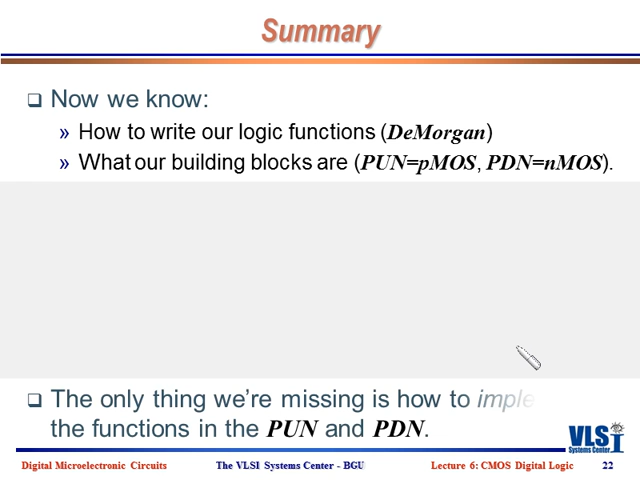 Summary
Now we know:
» How to write our logic functions (DeMorgan)
» What our building blocks are (PUN=pMOS, PDN=nMOS).
The only thing we're missing is how to
the functions in the PUN and PDN.
VLSI
Systems Center
Digital Microelectronic Circuits The VLSI Systems Center - BGU Lecture 6: CMOS Digital Logic 22